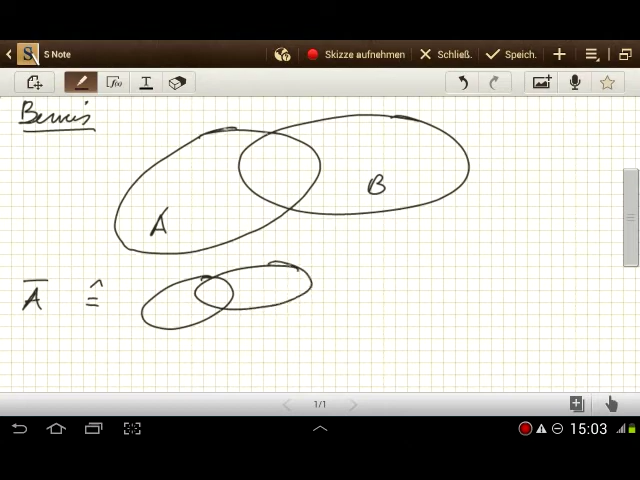 S Note
Skizze aufnehmen
Schließ.
Speich.
f(x)
T
Beweis
A
B
A̅ ≙
1/1
15:03